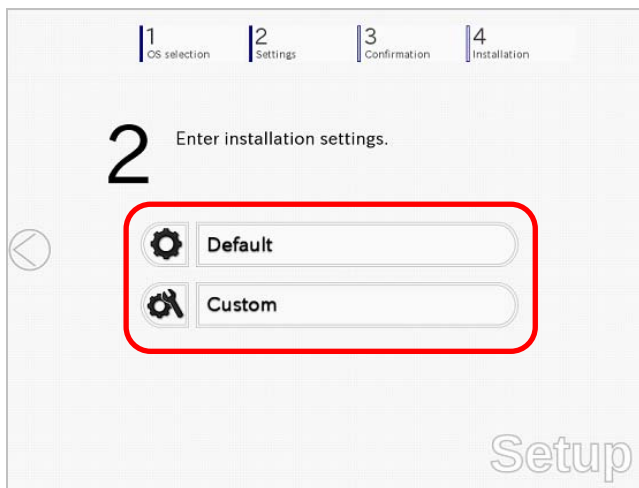 1 2 3 4
OS selection Settings Confirmation Installation
2 Enter installation settings.
Default
Custom
Setup